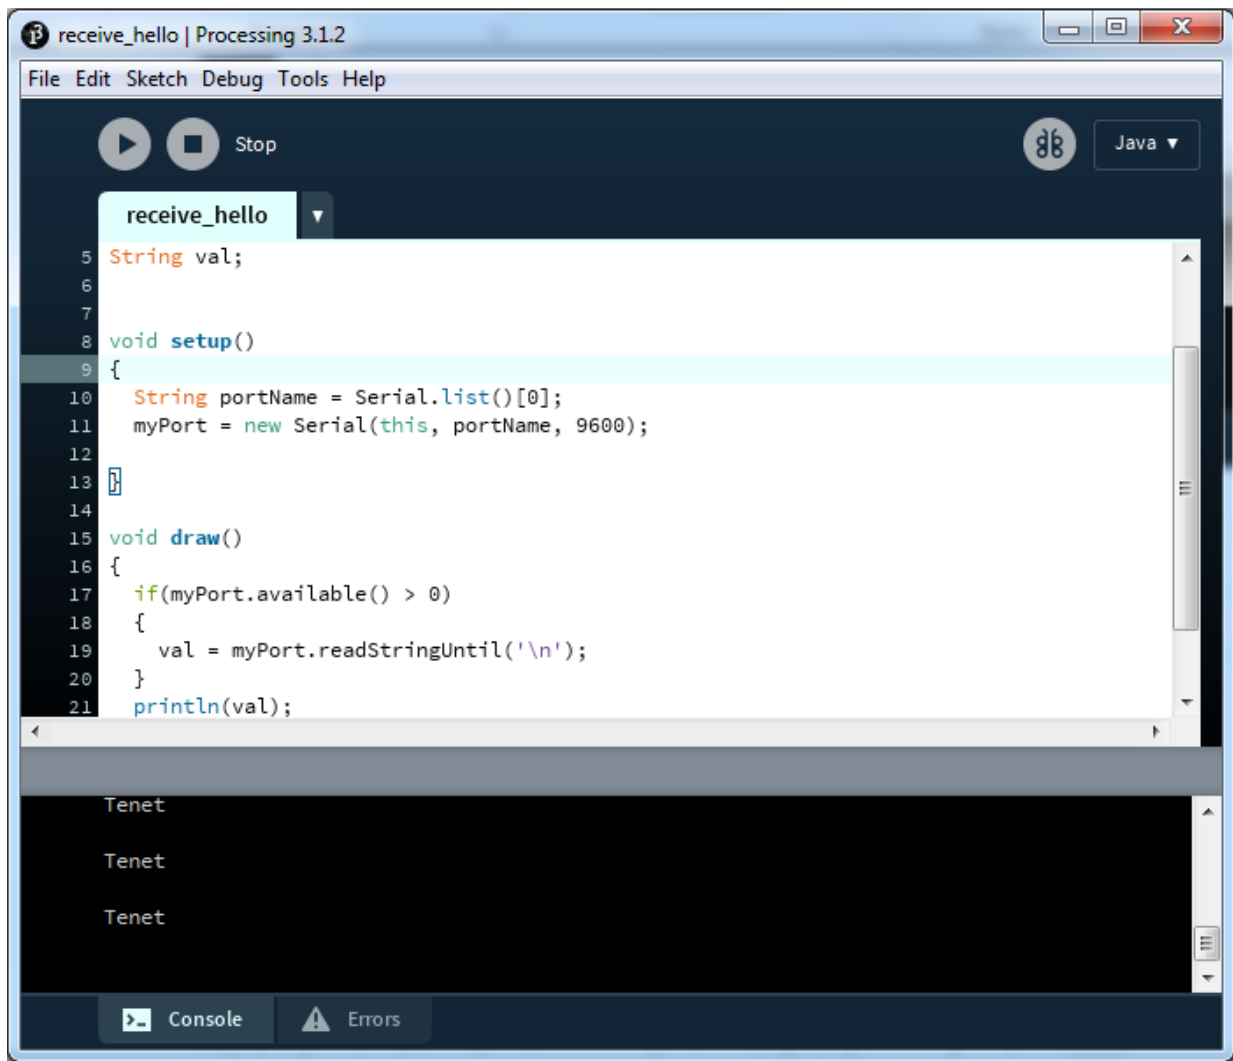 receive_hello | Processing 3.1.2
File Edit Sketch Debug Tools Help
Stop
Java ▼
receive_hello ▼
5 String val;
6
7
8 void setup()
9 {
10   String portName = Serial.list()[0];
11   myPort = new Serial(this, portName, 9600);
12
13 }
14
15 void draw()
16 {
17   if(myPort.available() > 0)
18   {
19     val = myPort.readStringUntil('\n');
20   }
21   println(val);
Tenet
Tenet
Tenet
Console Errors